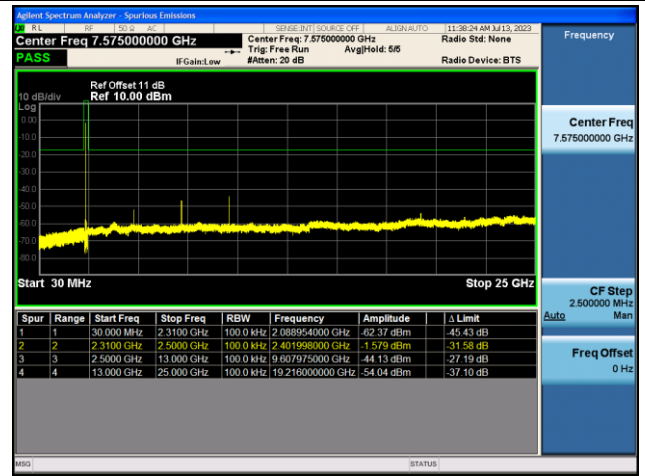 Agilent Spectrum Analyzer - Spurious Emissions
RL RF 50 Ω AC SENSE:INT SOURCE OFF ALIGN AUTO 11:38:24 AM Jul 13, 2023
Center Freq 7.575000000 GHz Center Freq: 7.575000000 GHz Radio Std: None Frequency
Trig: Free Run Avg|Hold: 5/5
PASS IFGain:Low #Atten: 20 dB Radio Device: BTS
Ref Offset 11 dB
10 dB/div Ref 10.00 dBm
Log
0.00
-10.0
-20.0
-30.0
-40.0
-50.0
-60.0
-70.0
-80.0
Start 30 MHz Stop 25 GHz
Center Freq
7.575000000 GHz
CF Step
2.500000 MHz
Auto Man
Freq Offset
0 Hz
Spur Range Start Freq Stop Freq RBW Frequency Amplitude Δ Limit
1 1 30.000 MHz 2.3100 GHz 100.0 kHz 2.088954000 GHz -62.37 dBm -45.43 dB
2 2 2.3100 GHz 2.5000 GHz 100.0 kHz 2.401998000 GHz -1.579 dBm -31.58 dB
3 3 2.5000 GHz 13.000 GHz 100.0 kHz 9.607975000 GHz -44.13 dBm -27.19 dB
4 4 13.000 GHz 25.000 GHz 100.0 kHz 19.216000000 GHz -54.04 dBm -37.10 dB
MSG STATUS